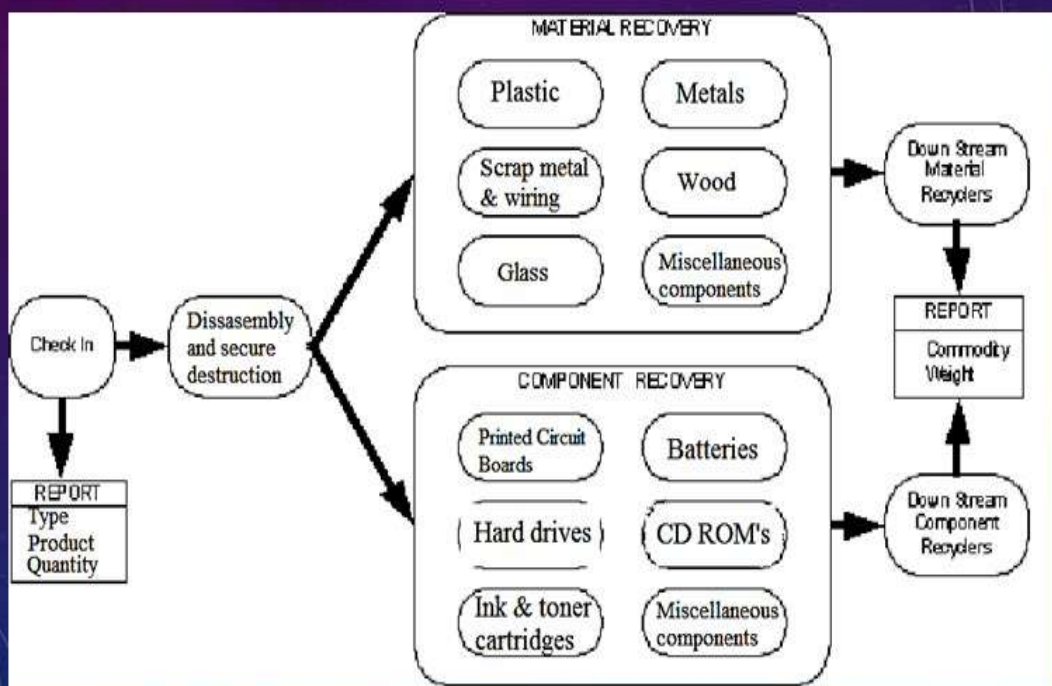 Check In
REPORT
Type
Product
Quantity
Dissasembly
and secure
destruction
MATERIAL RECOVERY
Plastic
Metals
Scrap metal
& wiring
Wood
Glass
Miscellaneous
components
COMPONENT RECOVERY
Printed Circuit
Boards
Batteries
Hard drives
CD ROM's
Ink & toner
cartridges
Miscellaneous
components
Down Stream
Material
Recyclers
REPORT
Commodity
Weight
Down Stream
Component
Recyclers